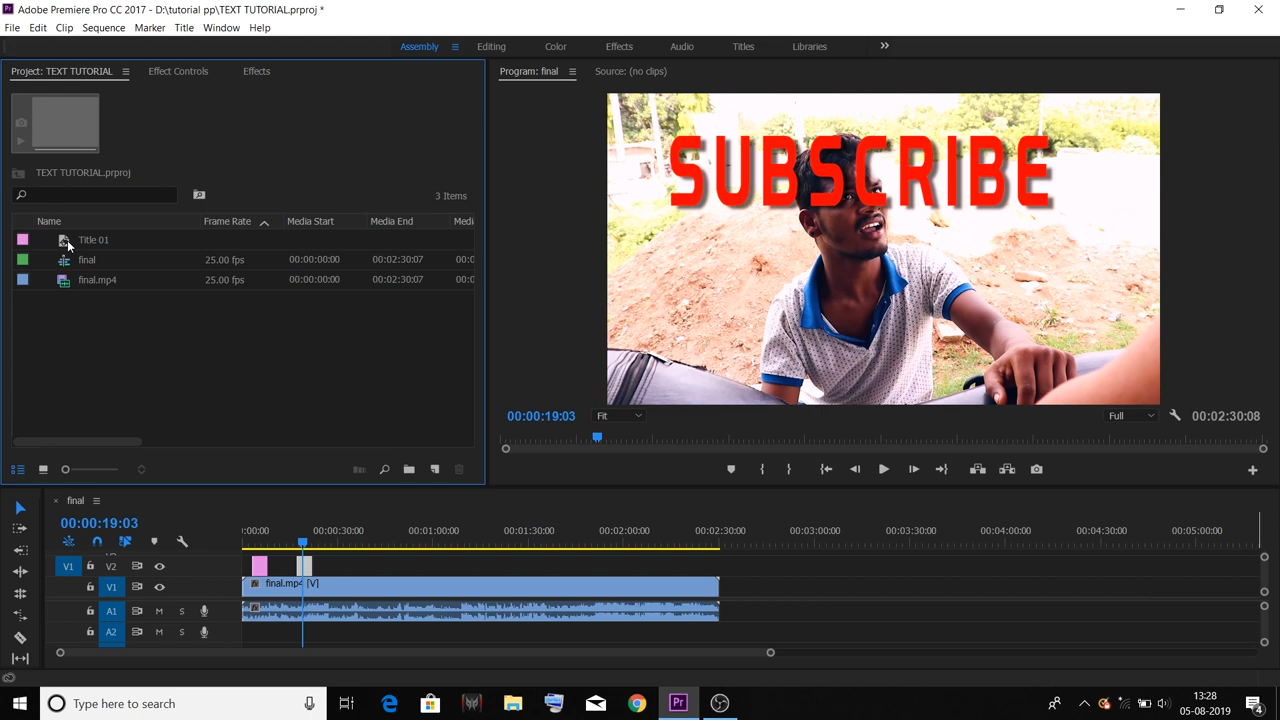 Adobe Premiere Pro CC 2017 - D:\tutorial pp\TEXT TUTORIAL.prproj *
File Edit Clip Sequence Marker Title Window Help
Assembly Editing Color Effects Audio Titles Libraries
Project: TEXT TUTORIAL Effect Controls Effects
Program: final Source: (no clips)
SUBSCRIBE
TEXT TUTORIAL.prproj
3 Items
Name Frame Rate Media Start Media End Medi
Title 01
final 25.00 fps 00:00:00:00 00:02:30:07 00:0
final.mp4 25.00 fps 00:00:00:00 00:02:30:07 00:0
00:00:19:03 Fit Full 00:02:30:08
final
00:00:19:03
:00:00 00:00:30:00 00:01:00:00 00:01:30:00 00:02:00:00 00:02:30:00 00:03:00:00 00:03:30:00 00:04:00:00 00:04:30:00 00:05:00:00
V1 V2
V1 final.mp4 [V]
A1 M S
A2 M S
Type here to search
Pr
13:28
05-08-2019
4